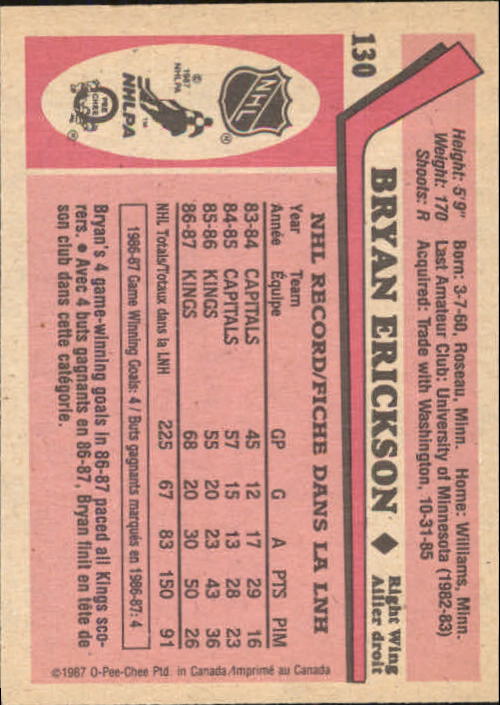 130
Height: 5'9" Born: 3-7-60, Roseau, Minn. Home: Williams, Minn.
Weight: 170 Last Amateur Club: University of Minnesota (1982-83)
Shoots: R Acquired: Trade with Washington, 10-31-85
BRYAN ERICKSON ◆ Right Wing
Ailier droit
NHL
®
© 1987 NHLPA
NHLPA
™
O PEE CHEE
®
NHL RECORD/FICHE DANS LA LNH
Year Team
Année Équipe GP G A PTS PIM
83-84 CAPITALS 45 12 17 29 16
84-85 CAPITALS 57 15 13 28 23
85-86 KINGS 55 20 23 43 36
86-87 KINGS 68 20 30 50 26
NHL Totals/Totaux dans la LNH 225 67 83 150 91
1986-87 Game Winning Goals: 4 / Buts gagnants marqués en 1986-87: 4
Bryan's 4 game-winning goals in 86-87 paced all Kings sco-
rers. ● Avec 4 buts gagnants en 86-87, Bryan finit en tête de
son club dans cette catégorie.
©1987 O-Pee-Chee Ptd. in Canada/Imprimé au Canada